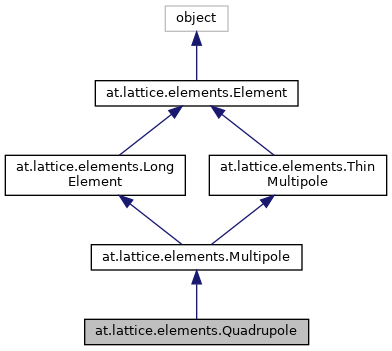 object
at.lattice.elements.Element
at.lattice.elements.Long
Element
at.lattice.elements.Thin
Multipole
at.lattice.elements.Multipole
at.lattice.elements.Quadrupole